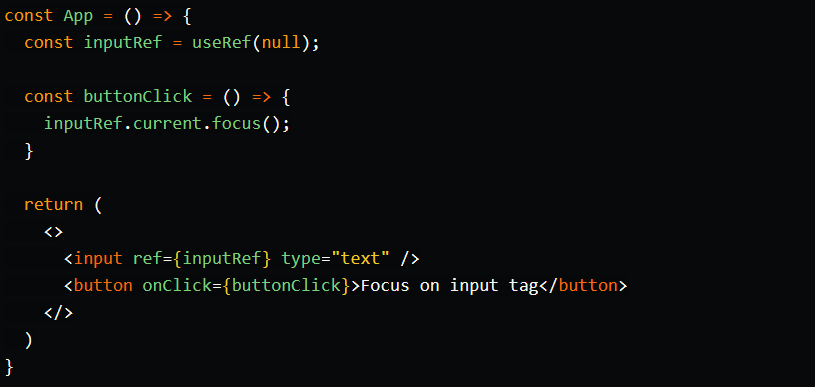 const App = () => {
  const inputRef = useRef(null);

  const buttonClick = () => {
    inputRef.current.focus();
  }

  return (
    <>
      <input ref={inputRef} type="text" />
      <button onClick={buttonClick}>Focus on input tag</button>
    </>
  )
}